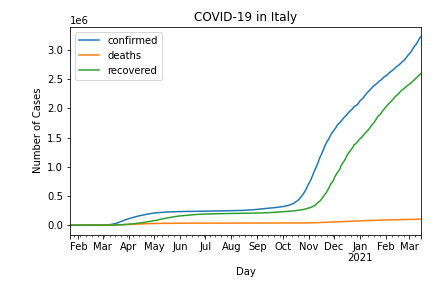 COVID-19 in Italy
1e6
confirmed
deaths
recovered
Number of Cases
3.0
2.5
2.0
1.5
1.0
0.5
0.0
Feb Mar Apr May Jun Jul Aug Sep Oct Nov Dec Jan Feb Mar
2021
Day